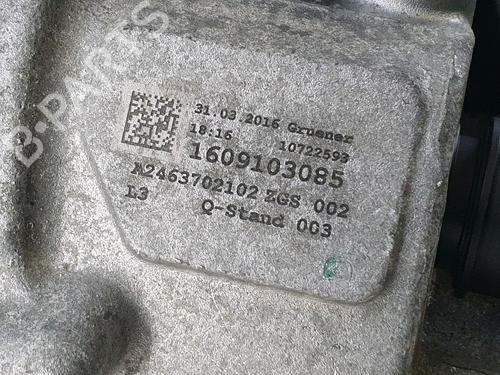 B-PARTS
31.03.2016 Gruener
18:16 10722593
1609103085
A2463702102 ZGS 002
L3 Q-Stand 003